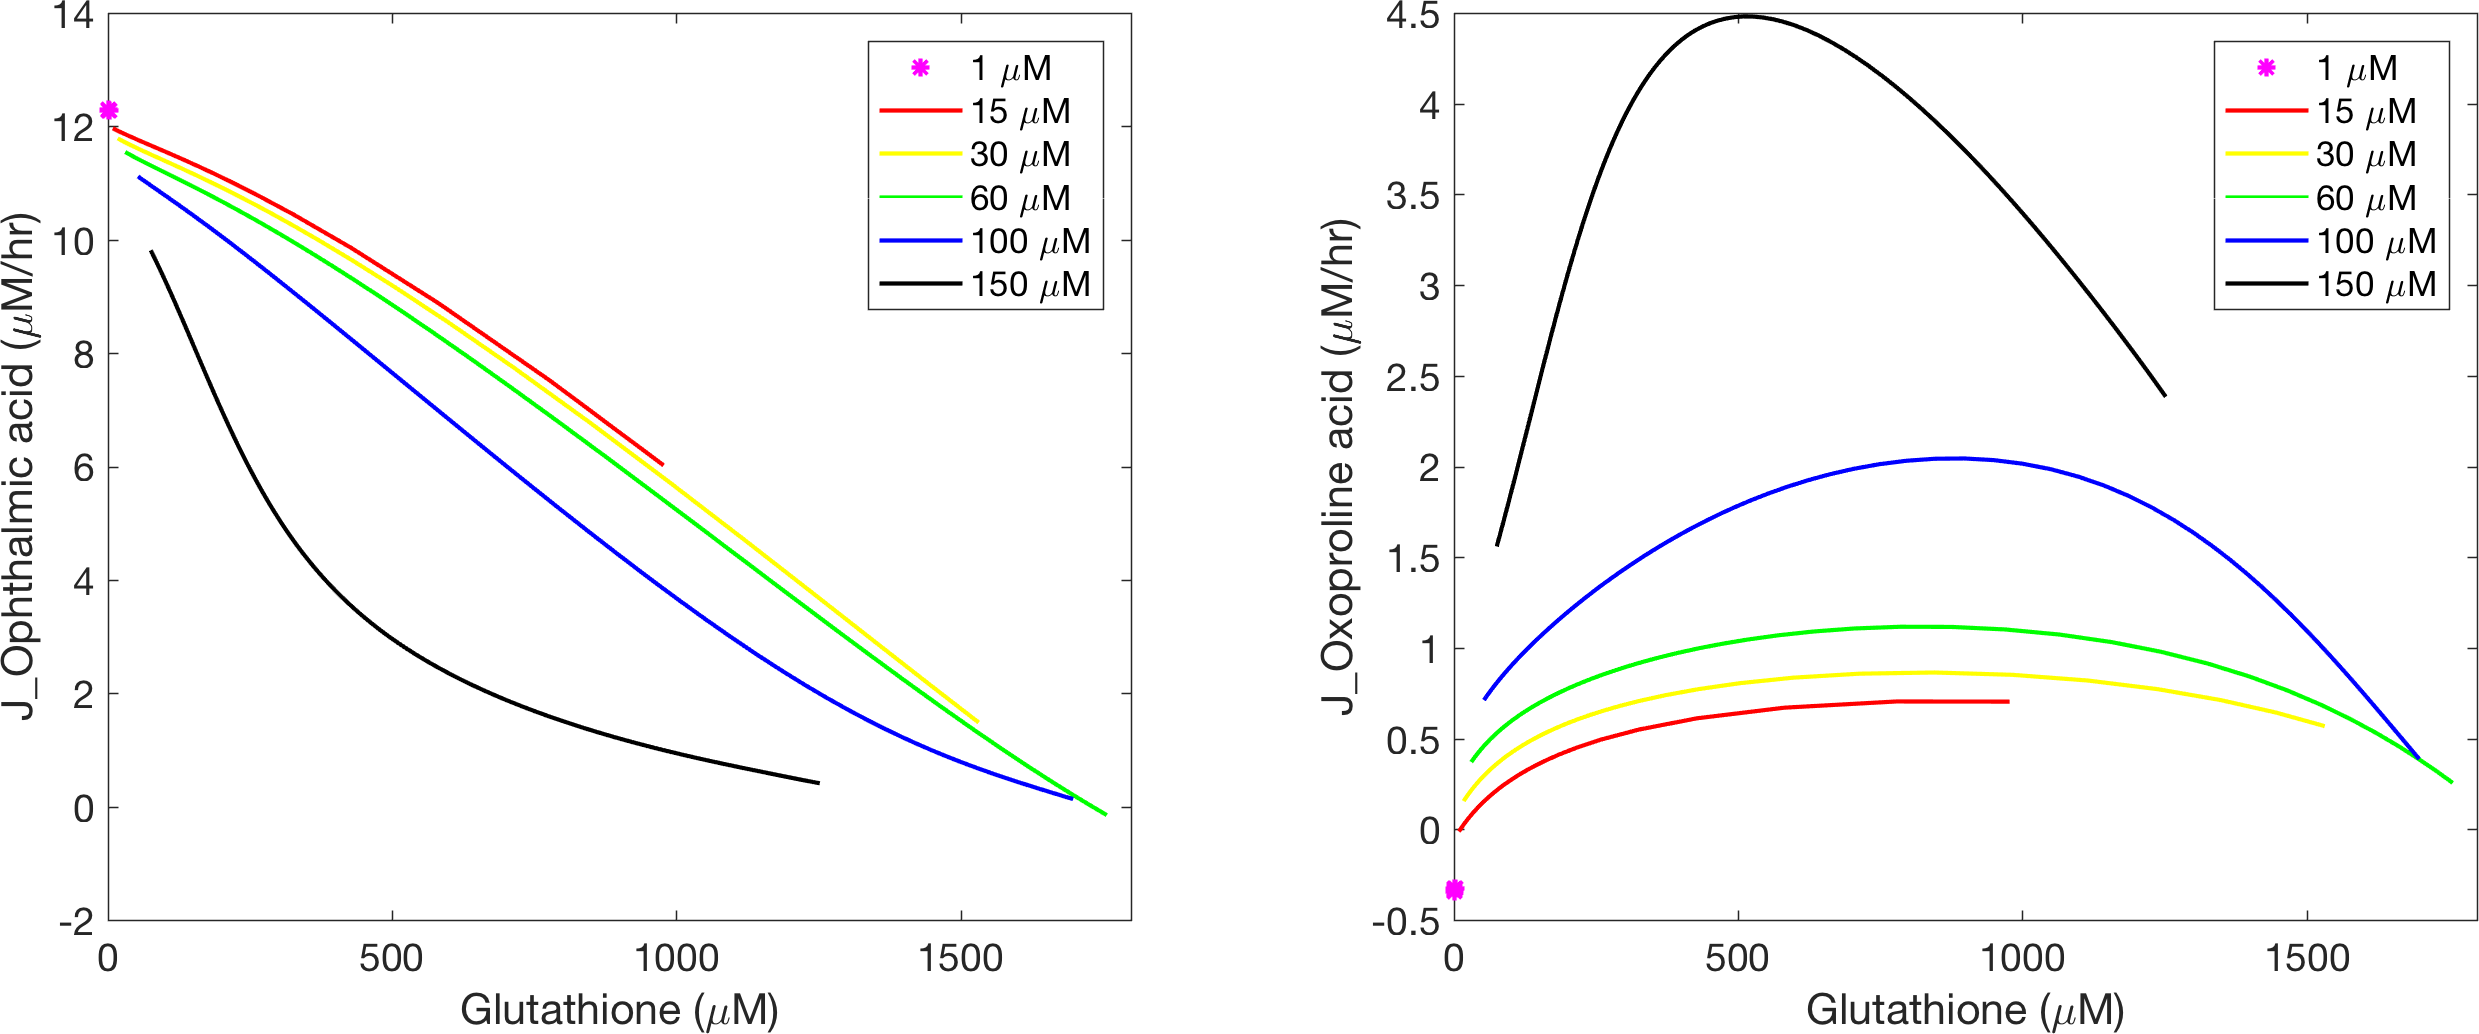 J_Ophthalmic acid (μM/hr)
14
12
10
8
6
4
2
0
-2
0 500 1000 1500
Glutathione (μM)
1 μM
15 μM
30 μM
60 μM
100 μM
150 μM
J_Oxoproline acid (μM/hr)
4.5
4
3.5
3
2.5
2
1.5
1
0.5
0
-0.5
0 500 1000 1500
Glutathione (μM)
1 μM
15 μM
30 μM
60 μM
100 μM
150 μM